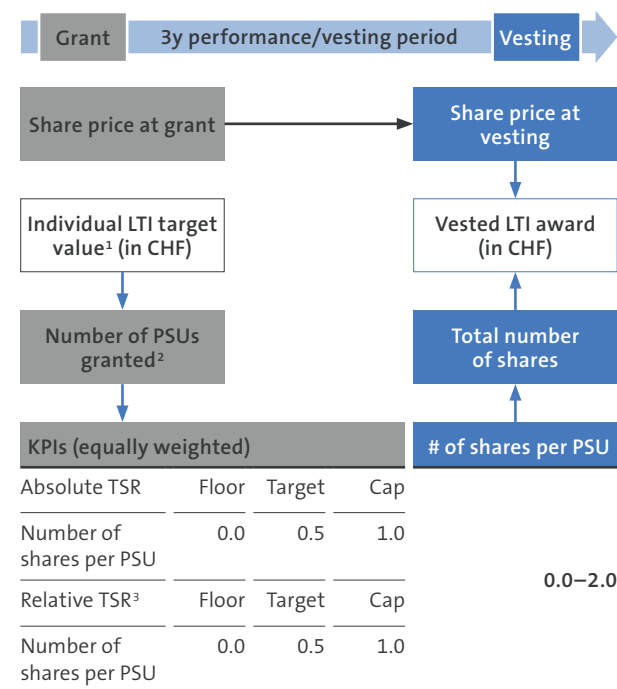 Grant
3y performance/vesting period
Vesting
Share price at grant
Share price at
vesting
Individual LTI target
value¹ (in CHF)
Vested LTI award
(in CHF)
Number of PSUs
granted²
Total number
of shares
KPIs (equally weighted)
# of shares per PSU
Absolute TSR Floor Target Cap
Number of
shares per PSU 0.0 0.5 1.0
0.0–2.0
Relative TSR³ Floor Target Cap
Number of
shares per PSU 0.0 0.5 1.0